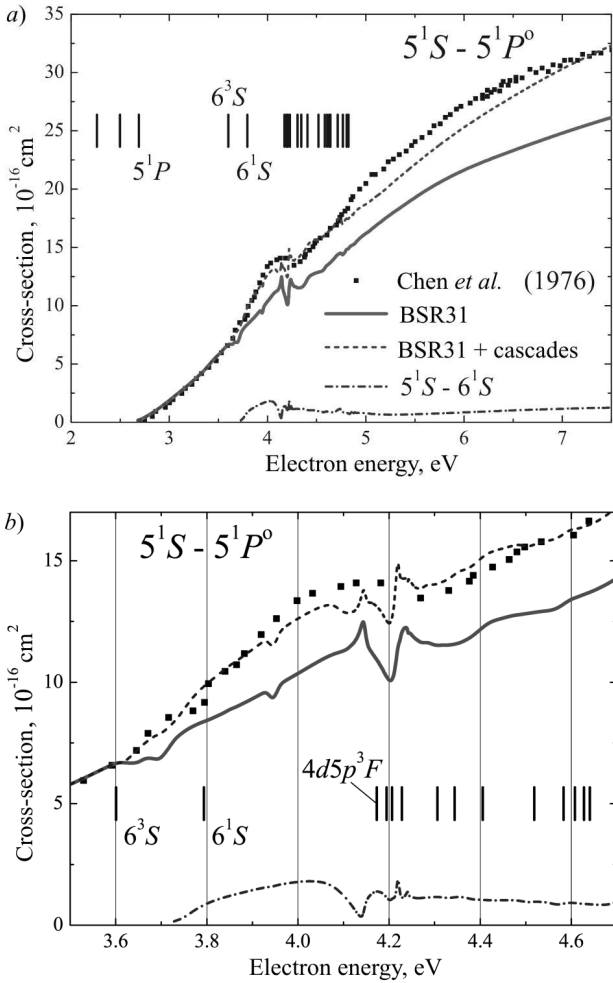 a)
35
5¹S - 5¹Pᵒ
30
25
6³S
5¹P
6¹S
20
15
10
5
0
Cross-section, 10⁻¹⁶ cm²
Chen et al. (1976)
BSR31
BSR31 + cascades
5¹S - 6¹S
2 3 4 5 6 7
Electron energy, eV
b)
5¹S - 5¹Pᵒ
15
10
5
0
Cross-section, 10⁻¹⁶ cm²
4d5p³F
6³S
6¹S
3.6 3.8 4.0 4.2 4.4 4.6
Electron energy, eV